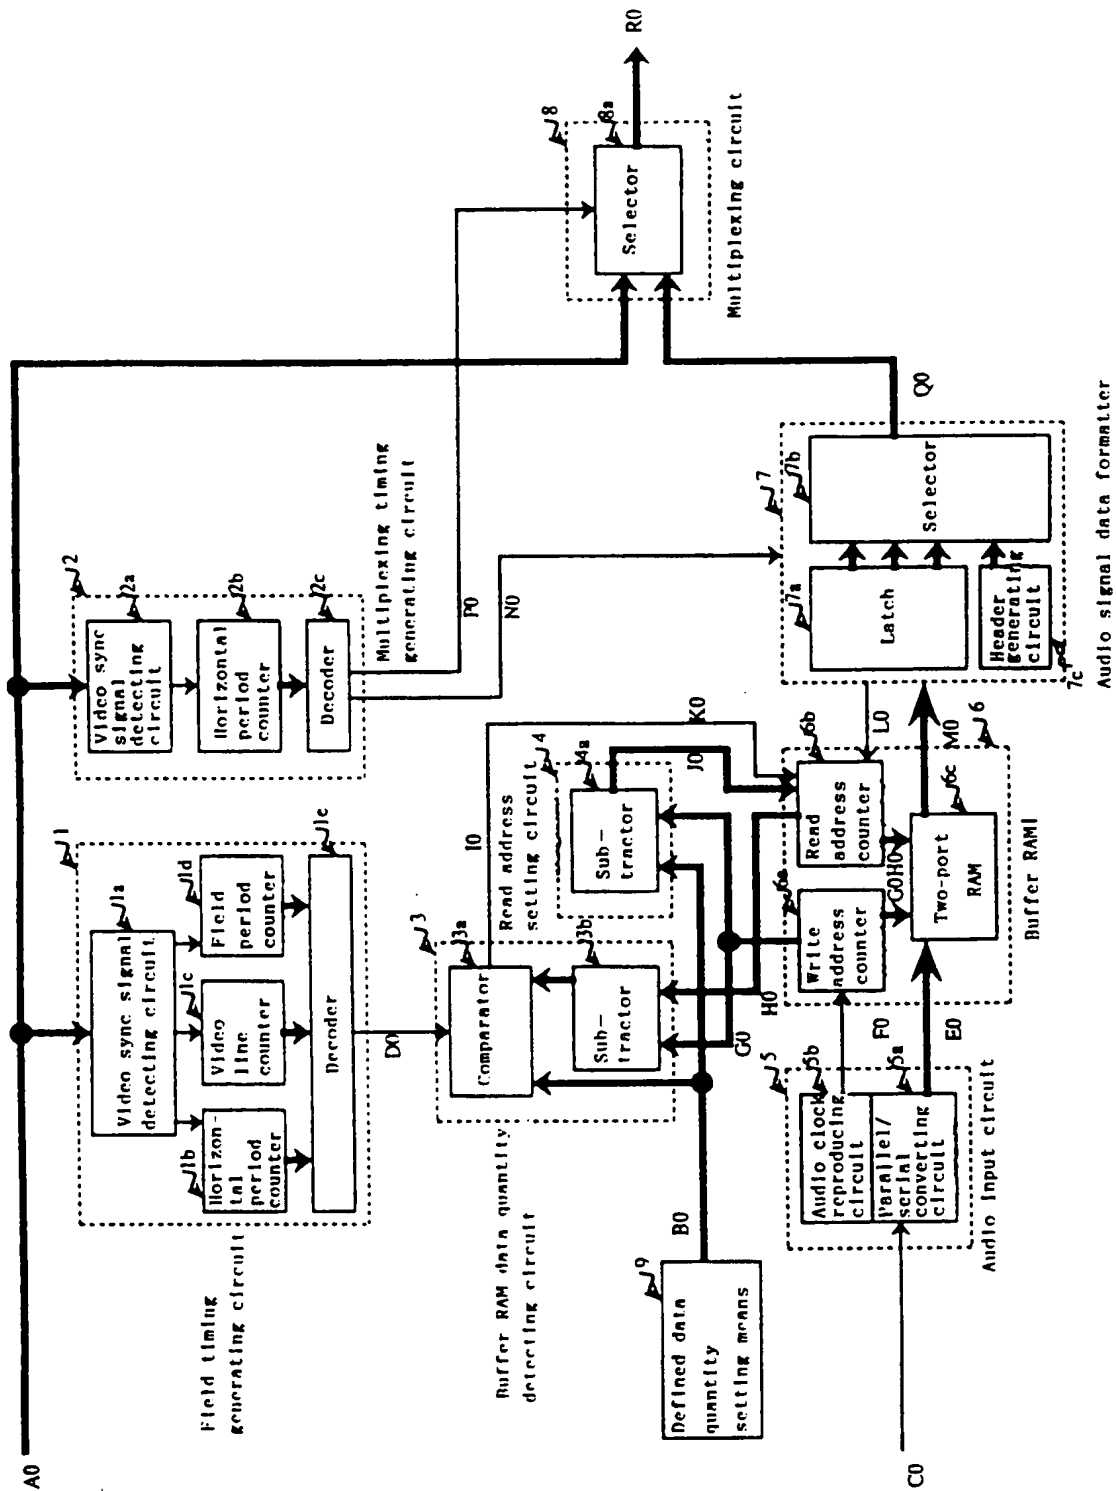 A0
Field timing
generating circuit
1
1a
Video sync signal
detecting circuit
1b
Horizon-
tal
period
counter
1c
Video
line
counter
1d
Field
period
counter
1e
Decoder
D0
2
2a
Video sync
signal
detecting
circuit
2b
Horizontal
period
counter
2c
Decoder
Multiplexing timing
generating circuit
P0
N0
Buffer RAM data quantity
detecting circuit
3
3a
Comparator
3b
Sub-
tractor
I0
Read address
setting circuit
4
4a
Sub-
tractor
J0
K0
G0
H0
B0
9
Defined data
quantity
setting means
C0
5
5b
Audio clock
reproducing
circuit
5a
Parallel/
serial
converting
circuit
Audio input circuit
F0
E0
6
6a
Write
address
counter
6b
Read
address
counter
G0
H0
6c
Two-port
RAM
Buffer RAM1
L0
M0
7
7a
Latch
7b
Selector
Header
generating
circuit
7c
Audio signal data formatter
Q0
8
8a
Selector
Multiplexing circuit
R0